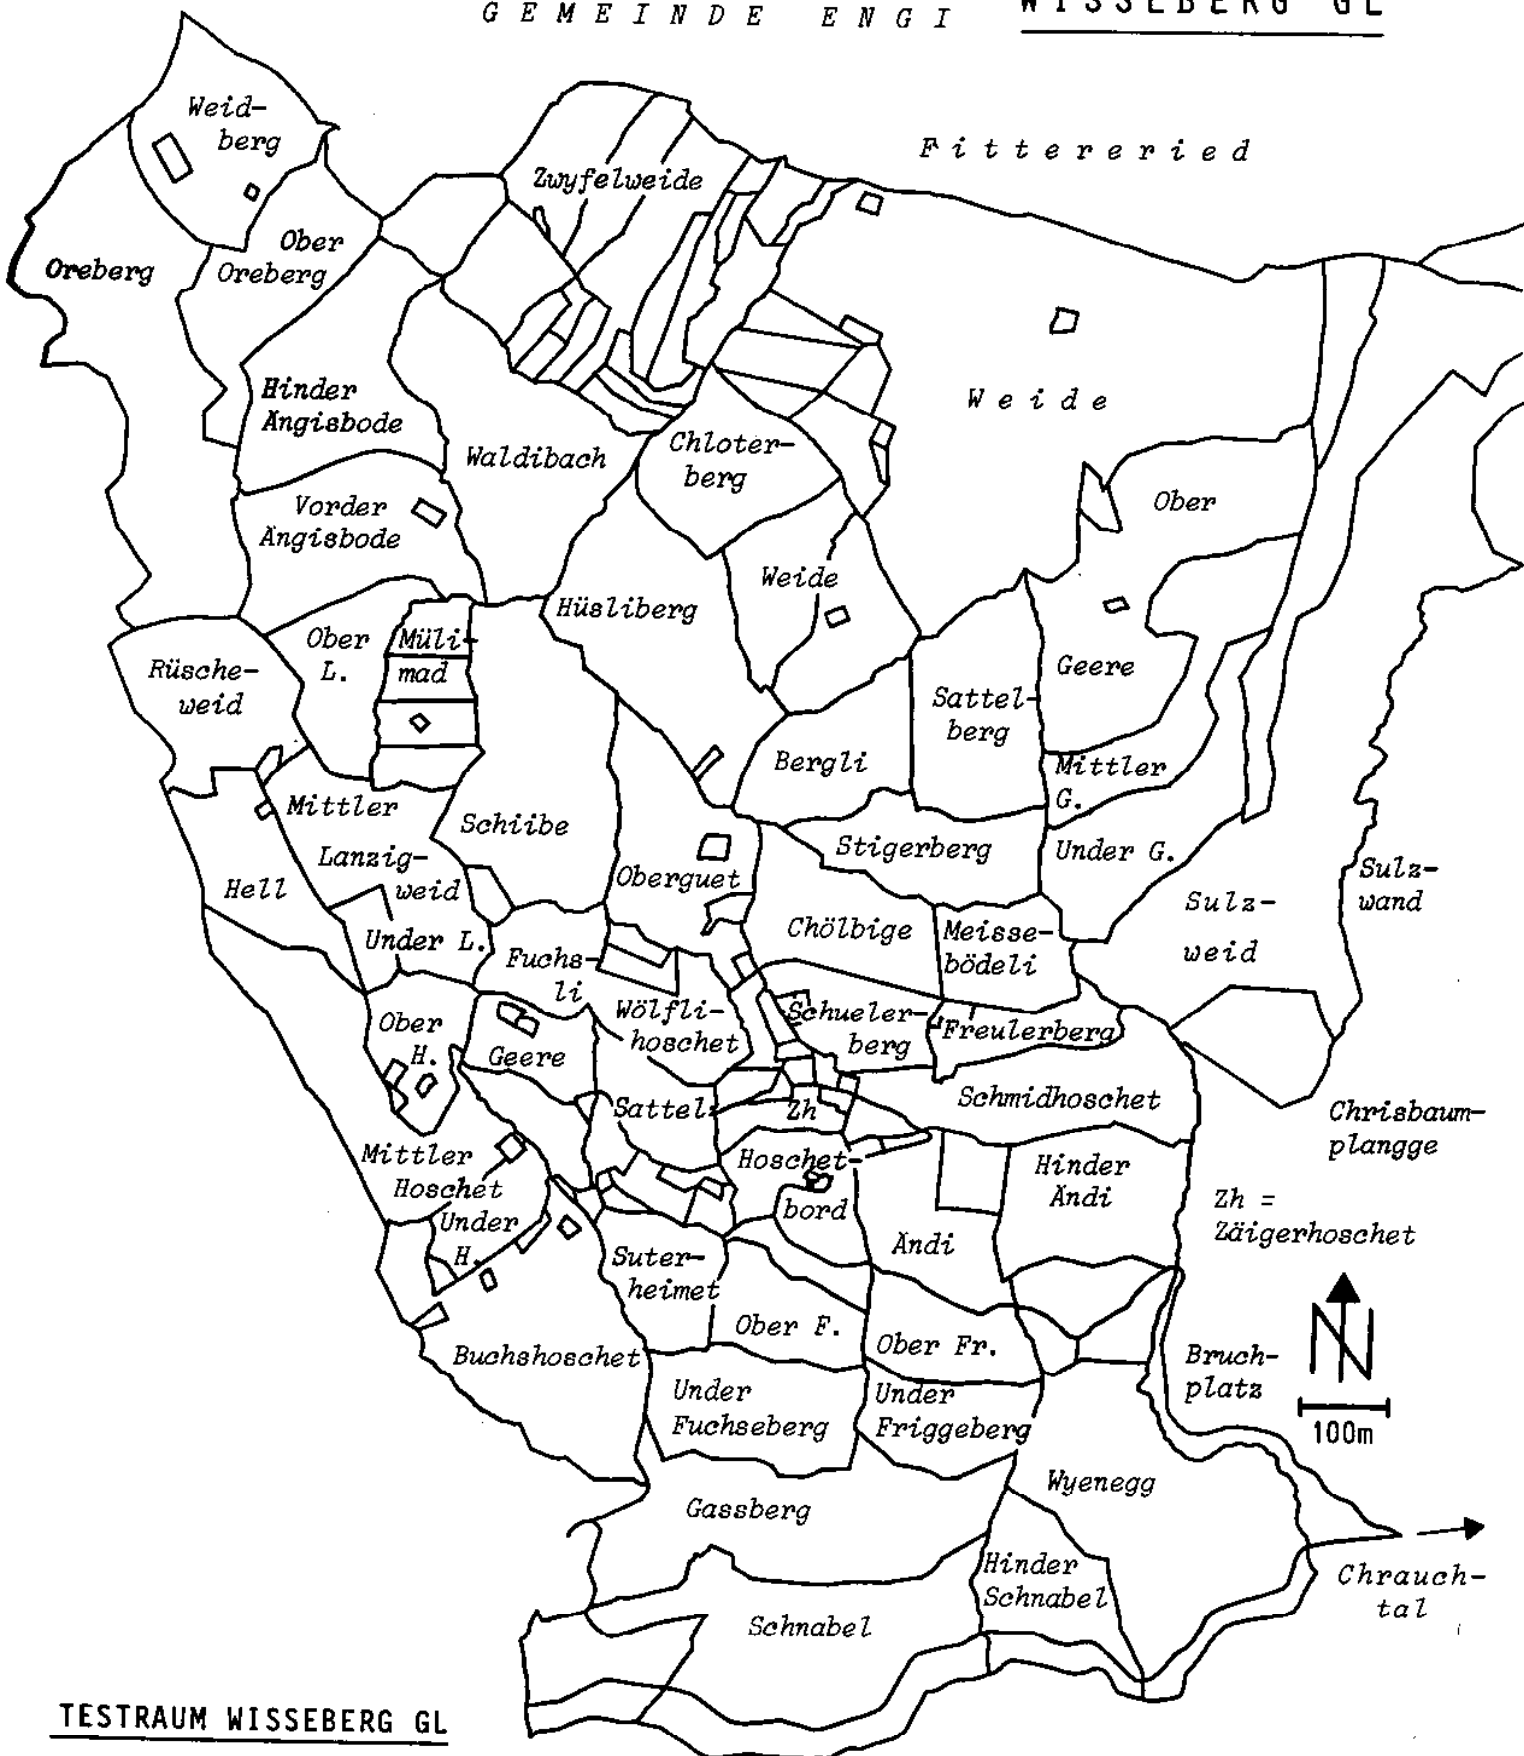 GEMEINDE ENGI
WISSEBERG GL
Weid-
berg
Fittereried
Zwyfelweide
Ober
Oreberg
Oreberg
Hinder
Ängisbode
Weide
Waldibach
Chloter-
berg
Vorder
Ängisbode
Ober
Weide
Hüsliberg
Ober
L.
Müli-
mad
Rüsche-
weid
Geere
Sattel-
berg
Bergli
Mittler
G.
Mittler
Lanzig-
weid
Schiibe
Stigerberg
Under G.
Hell
Oberguet
Sulz-
wand
Sulz-
weid
Under L.
Chölbige
Meisse-
bödeli
Fuchs-
li
Wölfli-
hoschet
Schueler-
berg
Freulerberg
Ober
H.
Geere
Sattel
Zh
Schmidhoschet
Chrisbaum-
plangge
Mittler
Hoschet
Hoschet-
bord
Hinder
Ändi
Zh =
Zäigerhoschet
Under
H.
Ändi
Suter-
heimet
Ober F.
Ober Fr.
N
Buchshoschet
Bruch-
platz
100m
Under
Fuchseberg
Under
Friggeberg
Wyenegg
Gassberg
Hinder
Schnabel
Chrauch-
tal
Schnabel
TESTRAUM WISSEBERG GL